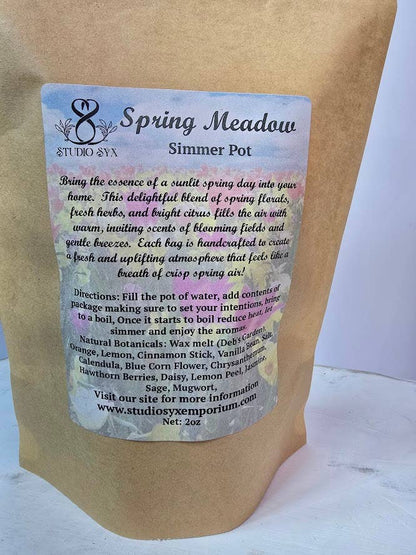 Spring Meadow
STUDIO SYX
Simmer Pot
Bring the essence of a sunlit spring day into your
home. This delightful blend of spring florals,
fresh herbs, and bright citrus fills the air with
warm, inviting scents of blooming fields and
gentle breezes. Each bag is handcrafted to create
a fresh and uplifting atmosphere that feels like a
breath of crisp spring air!
Directions: Fill the pot of water, add contents of
package making sure to set your intentions, bring
to a boil, Once it starts to boil reduce heat, let
simmer and enjoy the aromas.
Natural Botanicals: Wax melt (Deb's Garden), Salt,
Orange, Lemon, Cinnamon Stick, Vanilla Bean,
Calendula, Blue Corn Flower, Chrysanthemum,
Hawthorn Berries, Daisy, Lemon Peel, Jasmine,
Sage, Mugwort,
Visit our site for more information
www.studiosyxemporium.com
Net: 2oz